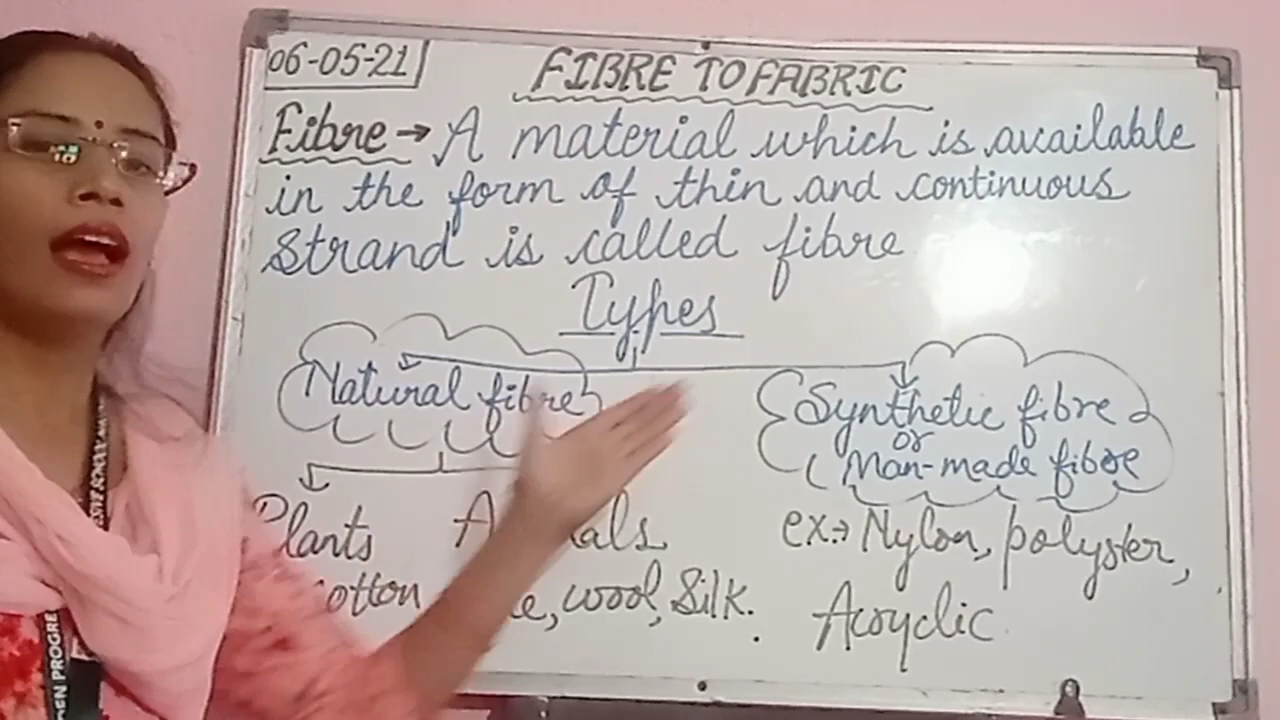 06-05-21
FIBRE TO FABRIC
Fibre → A material which is available
in the form of thin and continuous
strand is called fibre
Types
Natural fibre
Synthetic fibre
or
Man-made fibre
Plants
ex:→ Nylon, polyster,
wool, Silk.
Acryclic